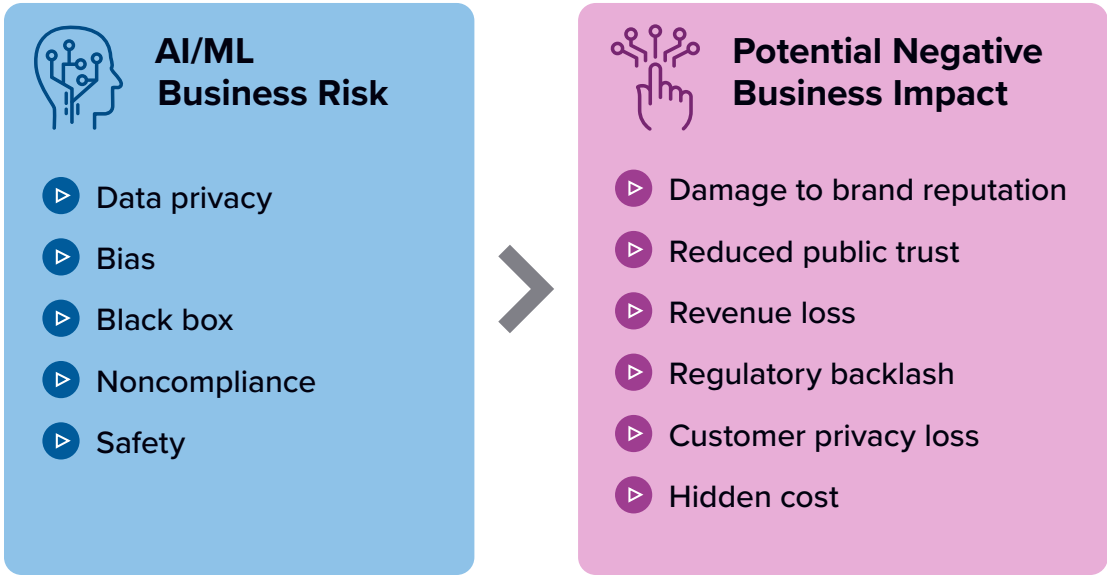 AI/ML
Business Risk
Data privacy
Bias
Black box
Noncompliance
Safety
Potential Negative
Business Impact
Damage to brand reputation
Reduced public trust
Revenue loss
Regulatory backlash
Customer privacy loss
Hidden cost